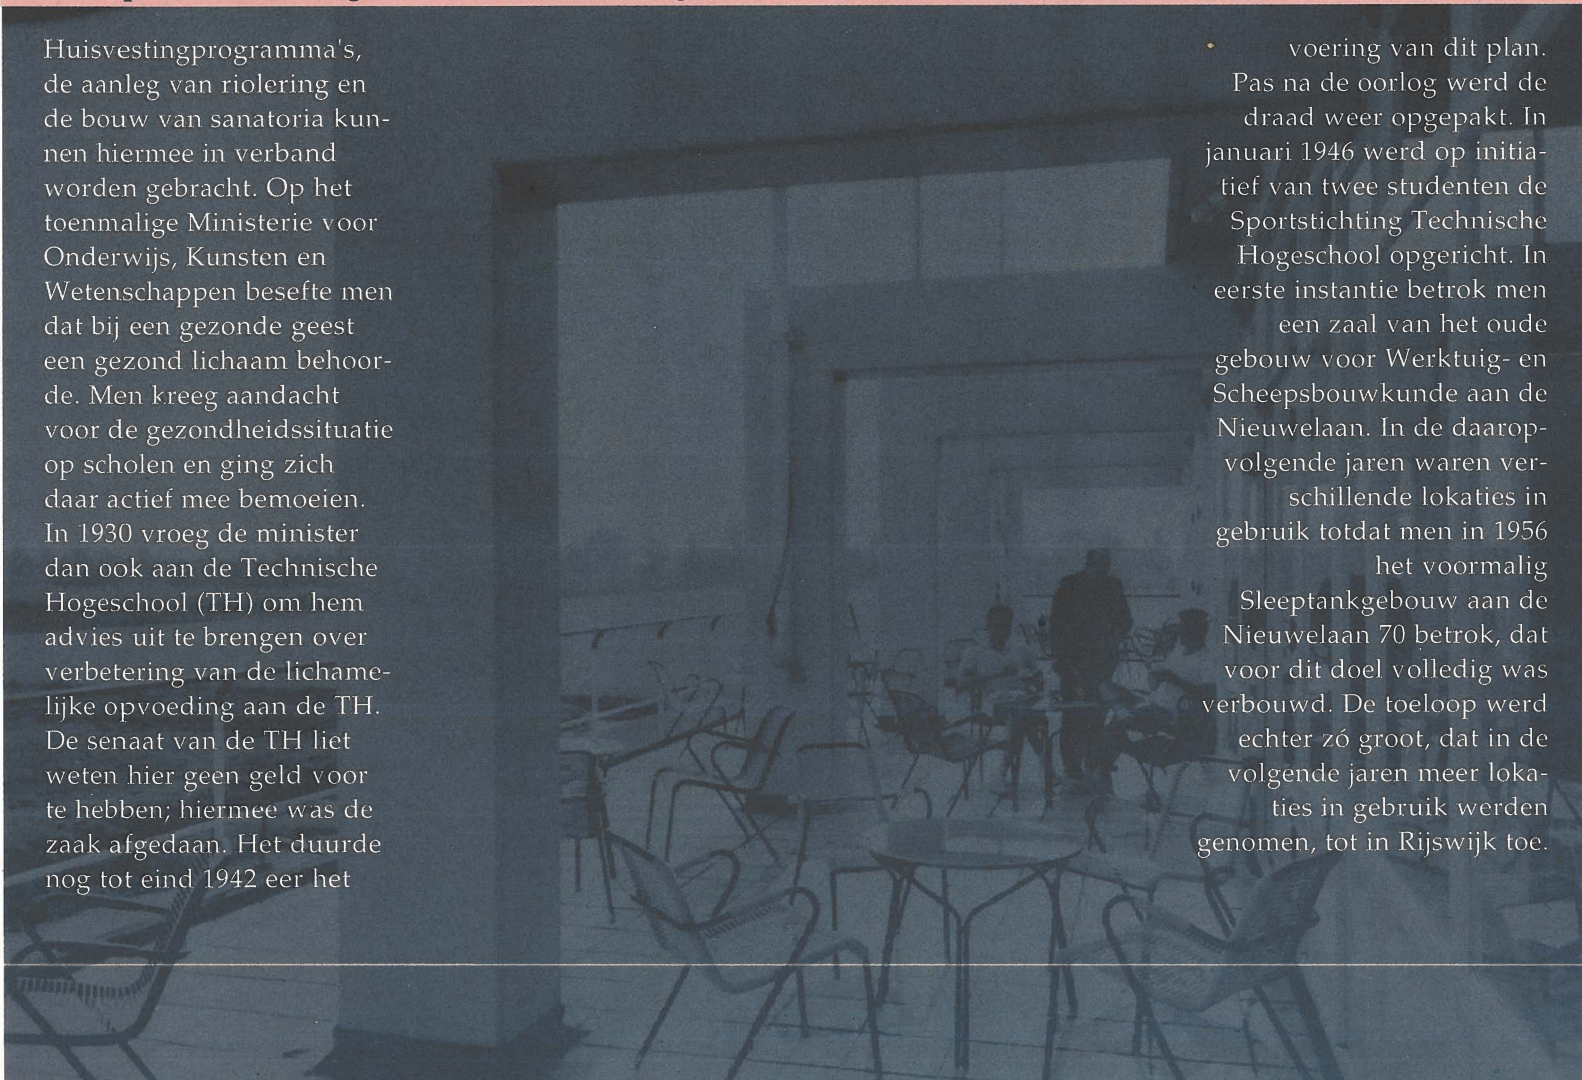 Huisvestingprogramma's,
de aanleg van riolering en
de bouw van sanatoria kun-
nen hiermee in verband
worden gebracht. Op het
toenmalige Ministerie voor
Onderwijs, Kunsten en
Wetenschappen besefte men
dat bij een gezonde geest
een gezond lichaam behoor-
de. Men kreeg aandacht
voor de gezondheidssituatie
op scholen en ging zich
daar actief mee bemoeien.
In 1930 vroeg de minister
dan ook aan de Technische
Hogeschool (TH) om hem
advies uit te brengen over
verbetering van de lichame-
lijke opvoeding aan de TH.
De senaat van de TH liet
weten hier geen geld voor
te hebben; hiermee was de
zaak afgedaan. Het duurde
nog tot eind 1942 eer het
voering van dit plan.
Pas na de oorlog werd de
draad weer opgepakt. In
januari 1946 werd op initia-
tief van twee studenten de
Sportstichting Technische
Hogeschool opgericht. In
eerste instantie betrok men
een zaal van het oude
gebouw voor Werktuig- en
Scheepsbouwkunde aan de
Nieuwelaan. In de daarop-
volgende jaren waren ver-
schillende lokaties in
gebruik totdat men in 1956
het voormalig
Sleeptankgebouw aan de
Nieuwelaan 70 betrok, dat
voor dit doel volledig was
verbouwd. De toeloop werd
echter zó groot, dat in de
volgende jaren meer loka-
ties in gebruik werden
genomen, tot in Rijswijk toe.